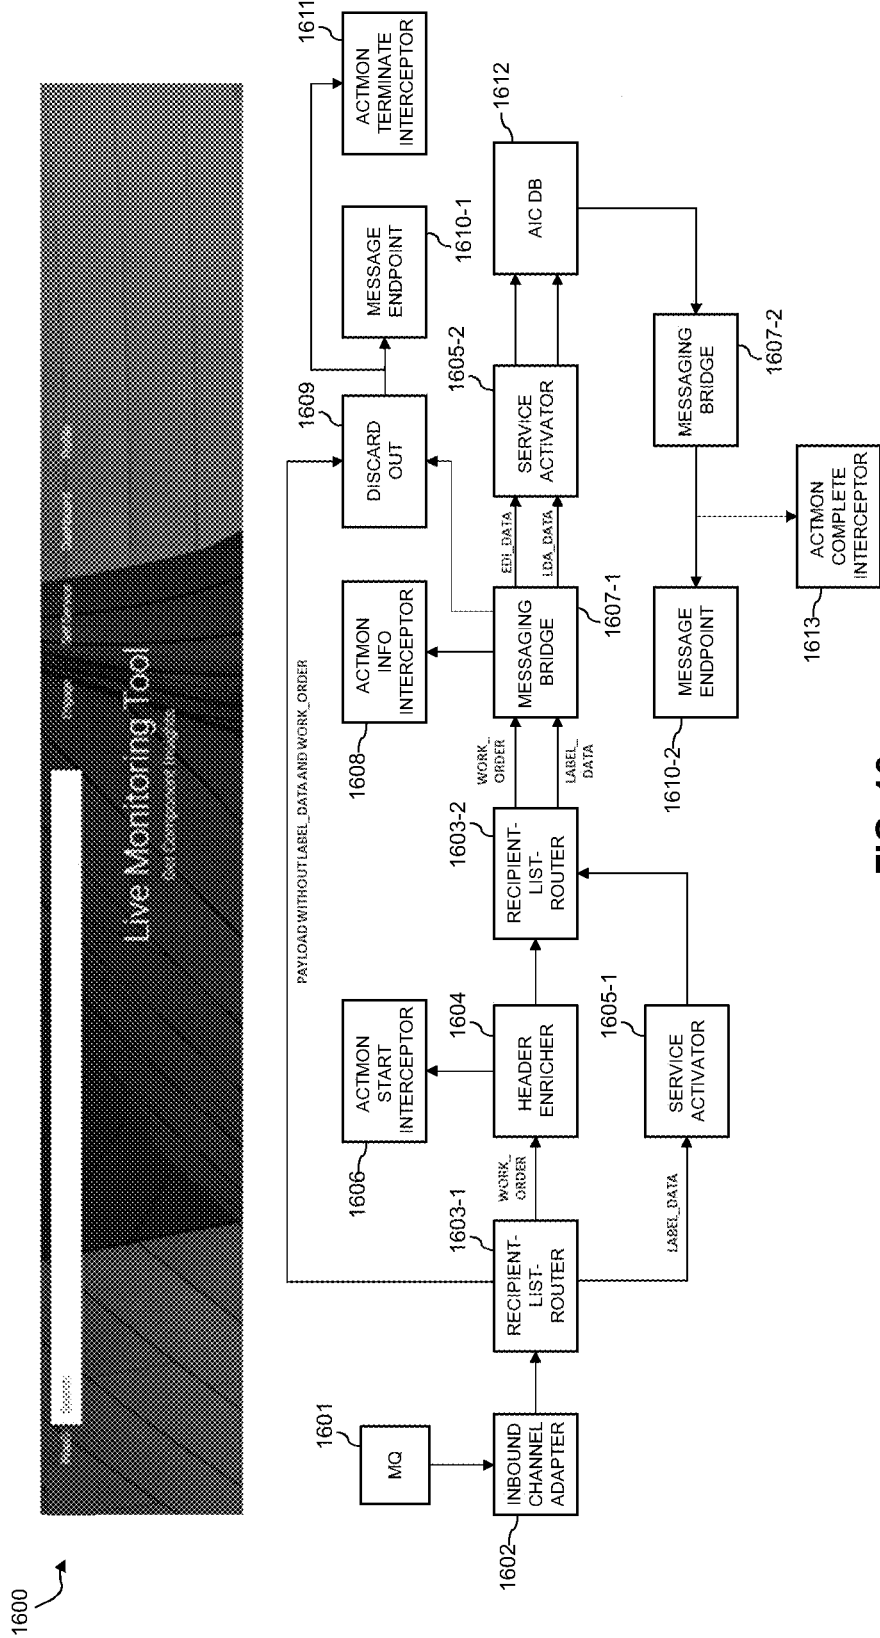 1600
Live Monitoring Tool
PAYLOAD WITHOUT LABEL_DATA AND WORK_ORDER
1601
MQ
1602
INBOUND
CHANNEL
ADAPTER
1603-1
RECIPIENT-
LIST-
ROUTER
WORK_
ORDER
LABEL_DATA
1606
ACTMON
START
INTERCEPTOR
1604
HEADER
ENRICHER
1605-1
SERVICE
ACTIVATOR
1603-2
RECIPIENT-
LIST-
ROUTER
WORK_
ORDER
LABEL_
DATA
1608
ACTMON
INFO
INTERCEPTOR
MESSAGING
BRIDGE
1607-1
EDI_DATA
LDA_DATA
1609
DISCARD
OUT
1605-2
SERVICE
ACTIVATOR
MESSAGE
ENDPOINT
1610-1
1611
ACTMON
TERMINATE
INTERCEPTOR
1612
AIC DB
MESSAGING
BRIDGE
1607-2
1610-2
MESSAGE
ENDPOINT
1613
ACTMON
COMPLETE
INTERCEPTOR